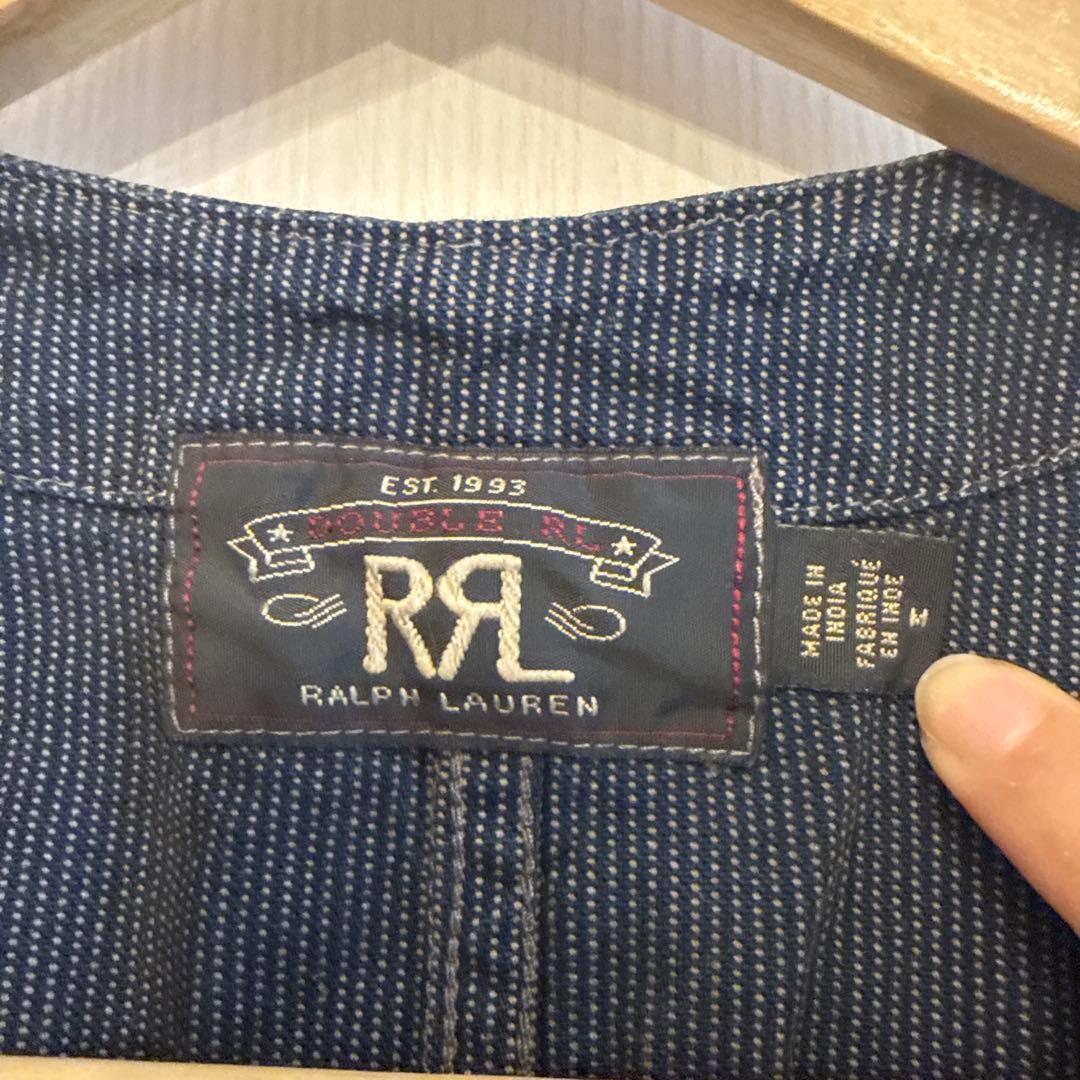 EST. 1993
DOUBLE RL
RRL
RALPH LAUREN
MADE IN
INDIA
FABRIQUÉ
EN INDE
M